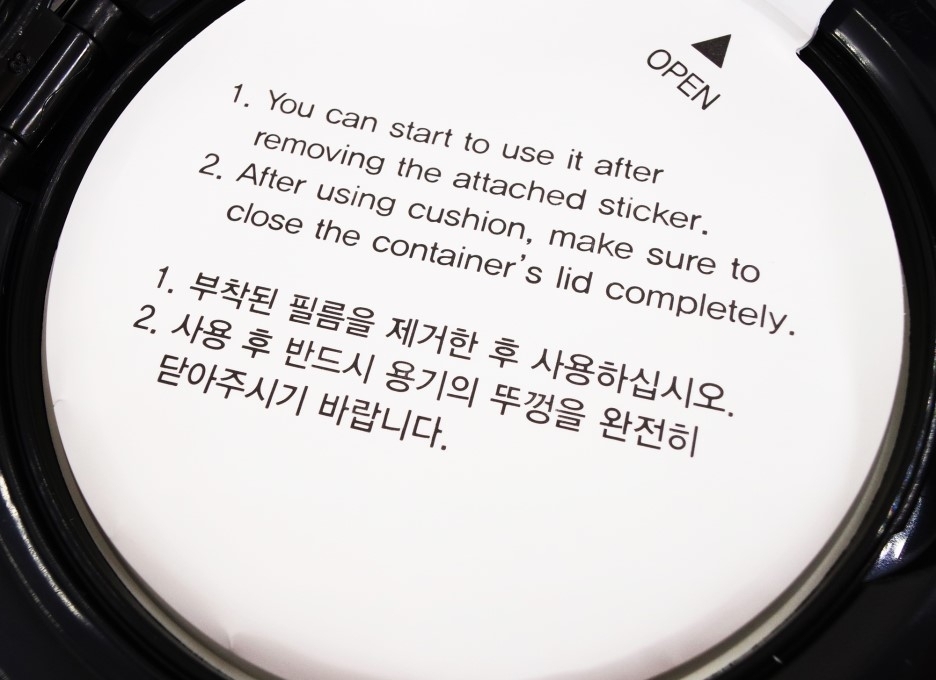 OPEN
1. You can start to use it after
removing the attached sticker.
2. After using cushion, make sure to
close the container's lid completely.
1. 부착된 필름을 제거한 후 사용하십시오.
2. 사용 후 반드시 용기의 뚜껑을 완전히
닫아주시기 바랍니다.